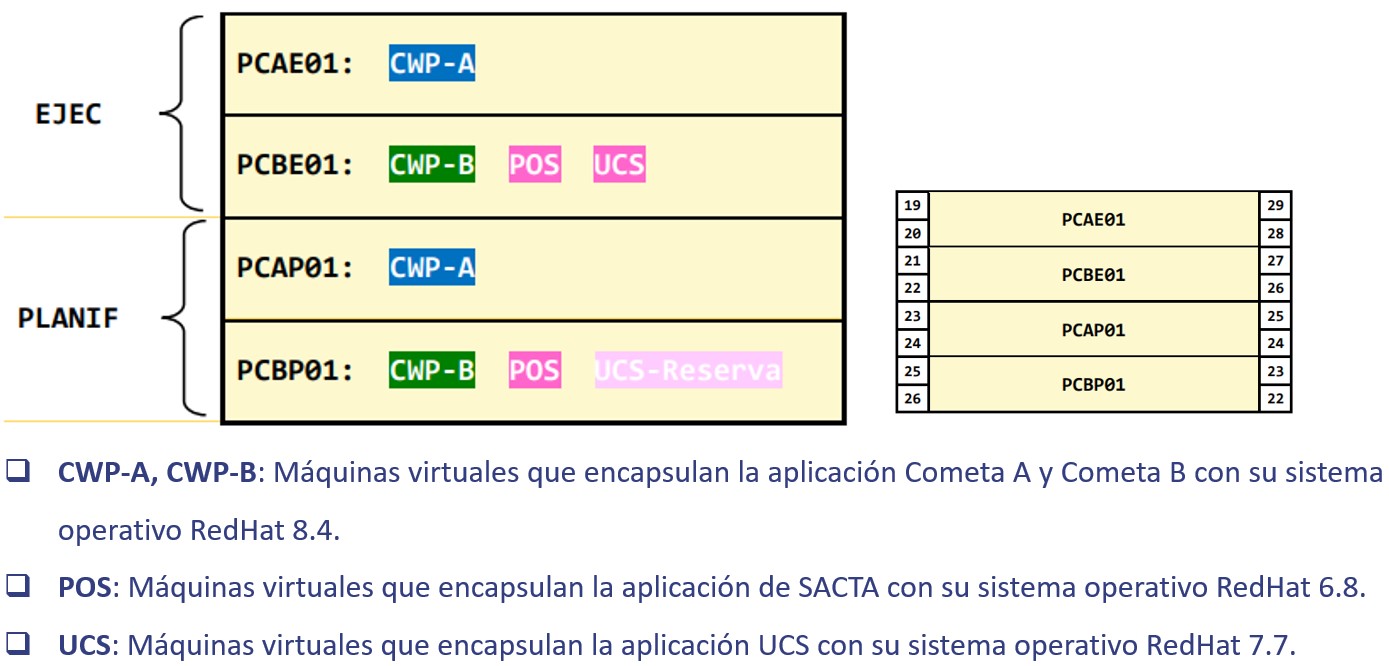 EJEC
PCAE01: CWP-A
PCBE01: CWP-B POS UCS
PLANIF
PCAP01: CWP-A
PCBP01: CWP-B POS UCS-Reserva
19 PCAE01 29
20 28
21 PCBE01 27
22 26
23 PCAP01 25
24 24
25 PCBP01 23
26 22
CWP-A, CWP-B: Máquinas virtuales que encapsulan la aplicación Cometa A y Cometa B con su sistema
operativo RedHat 8.4.
POS: Máquinas virtuales que encapsulan la aplicación de SACTA con su sistema operativo RedHat 6.8.
UCS: Máquinas virtuales que encapsulan la aplicación UCS con su sistema operativo RedHat 7.7.